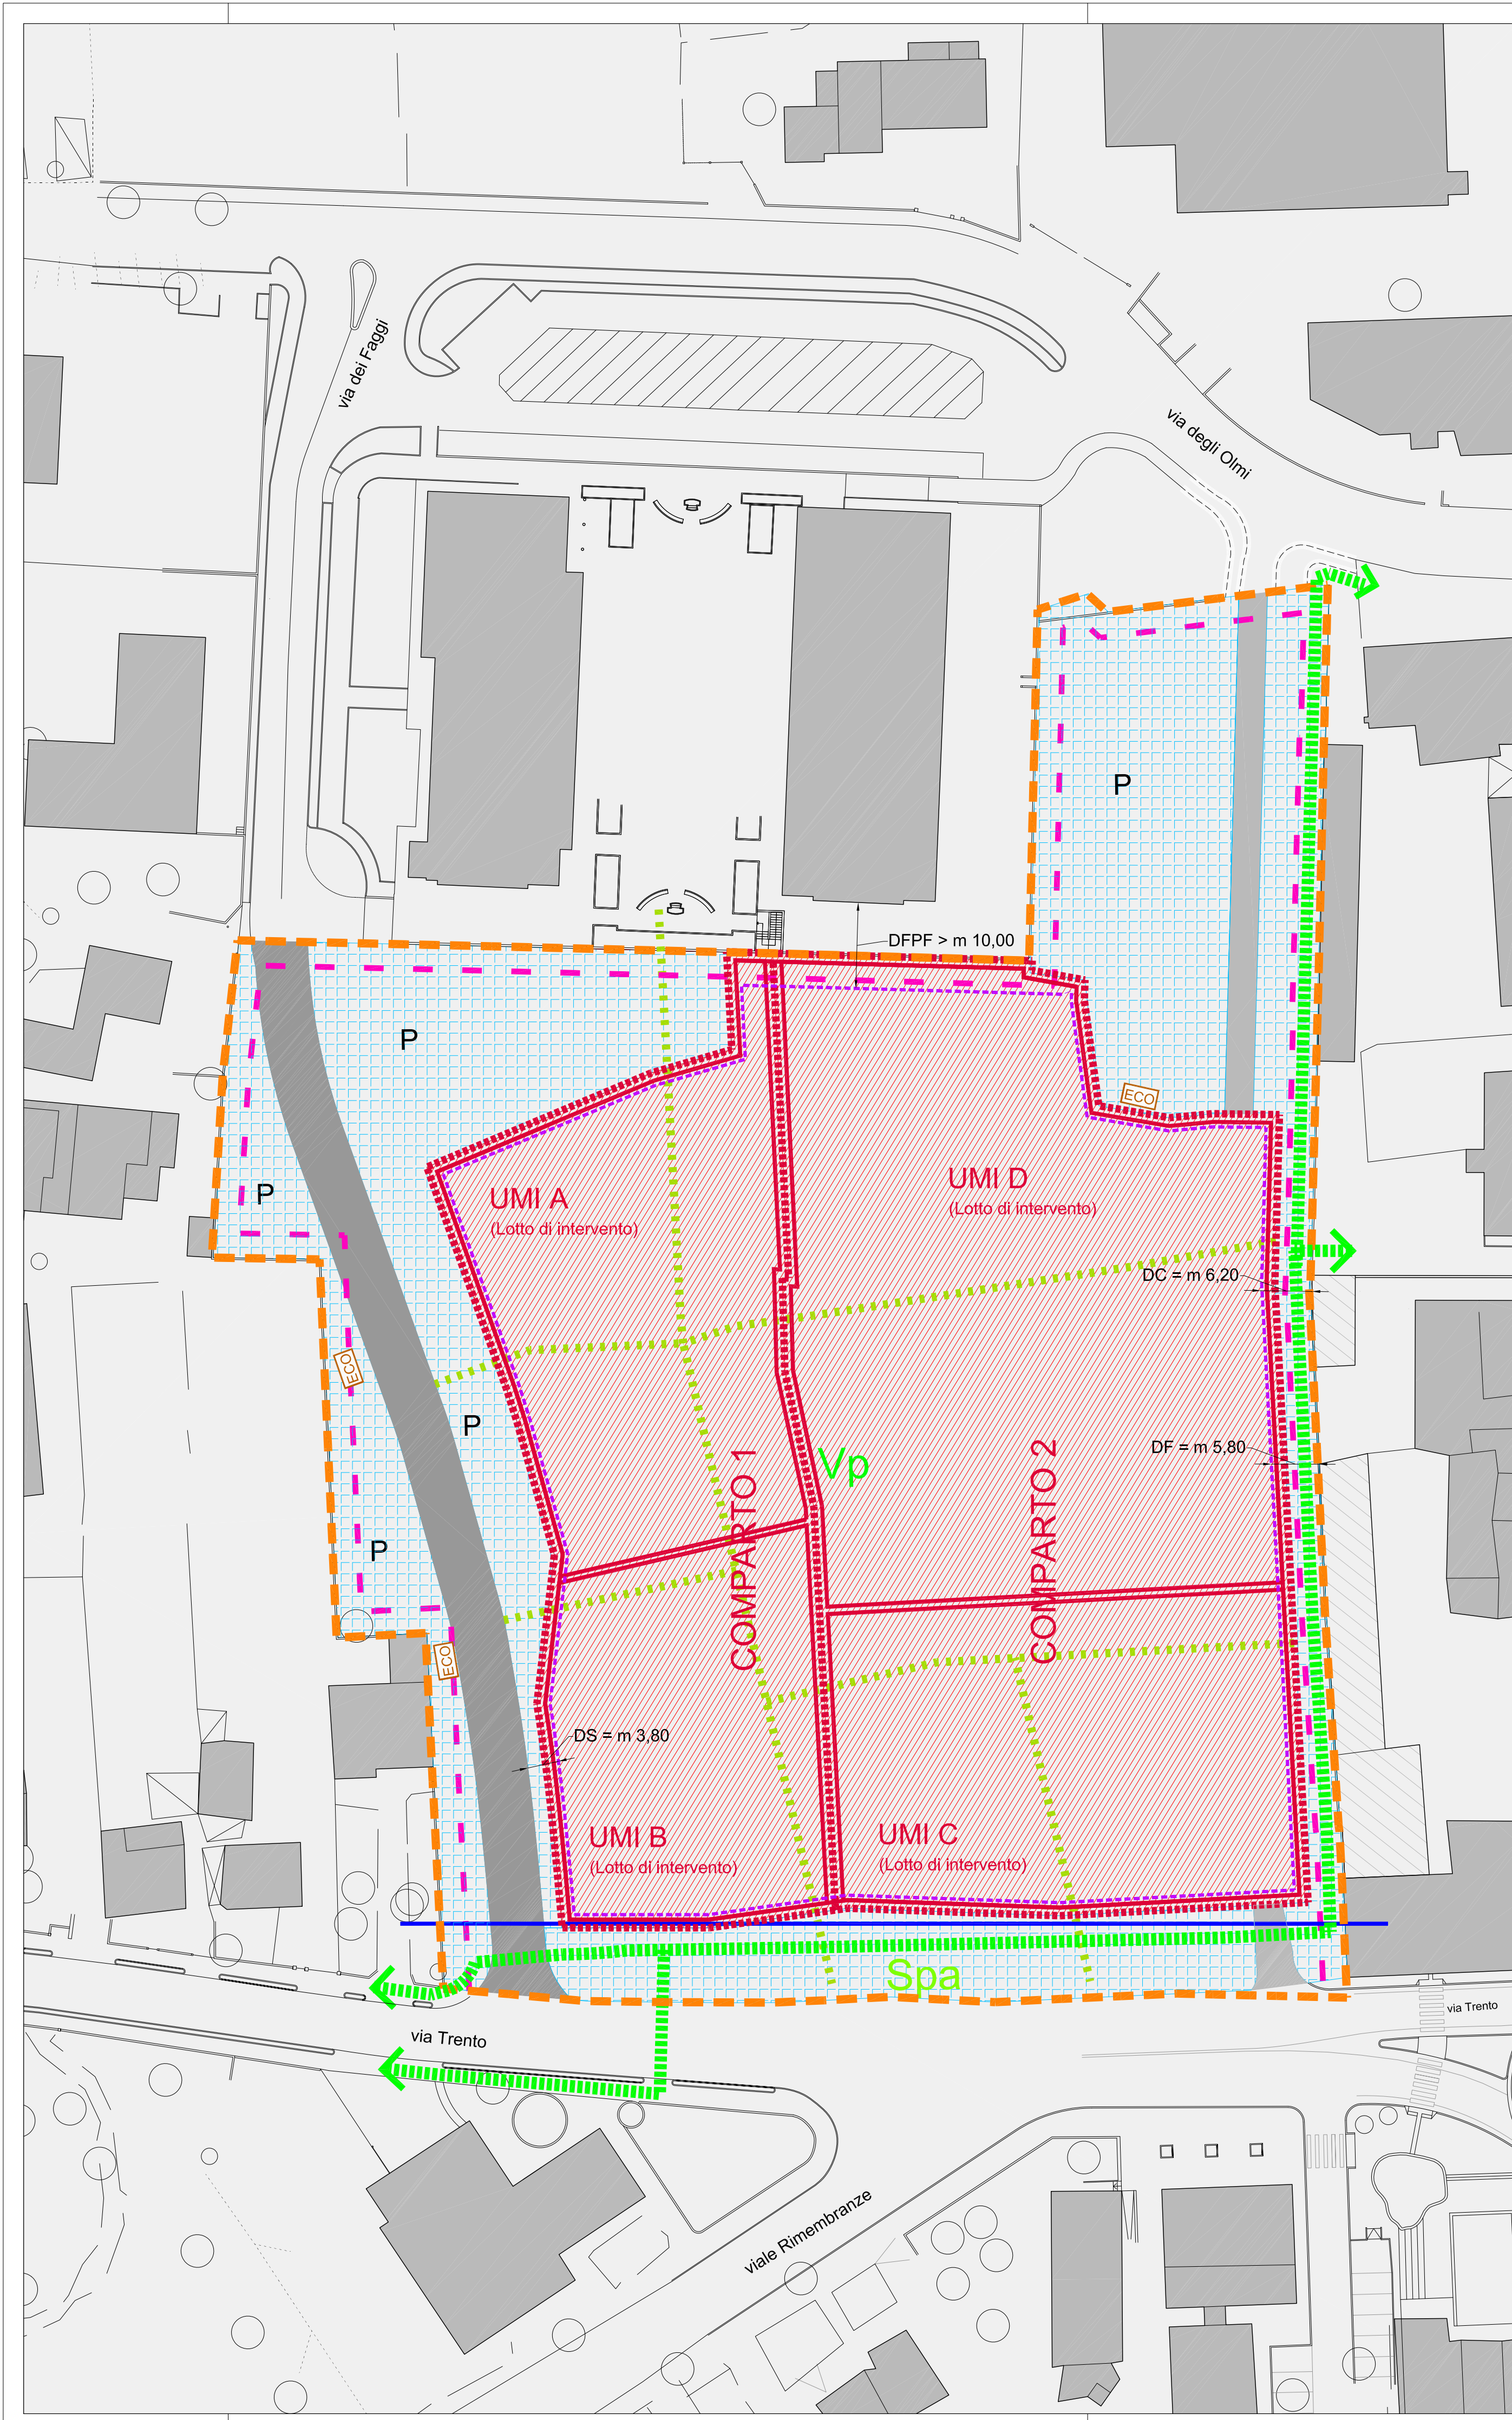 via dei Faggi
via degli Olmi
P
DFPF > m 10,00
P
ECO
UMI D
(Lotto di intervento)
P
UMI A
(Lotto di intervento)
DC = m 6,20
ECO
P
DF = m 5,80
Vp
COMPARTO 1
COMPARTO 2
P
ECO
DS = m 3,80
UMI B
(Lotto di intervento)
UMI C
(Lotto di intervento)
Spa
via Trento
via Trento
viale Rimembranze